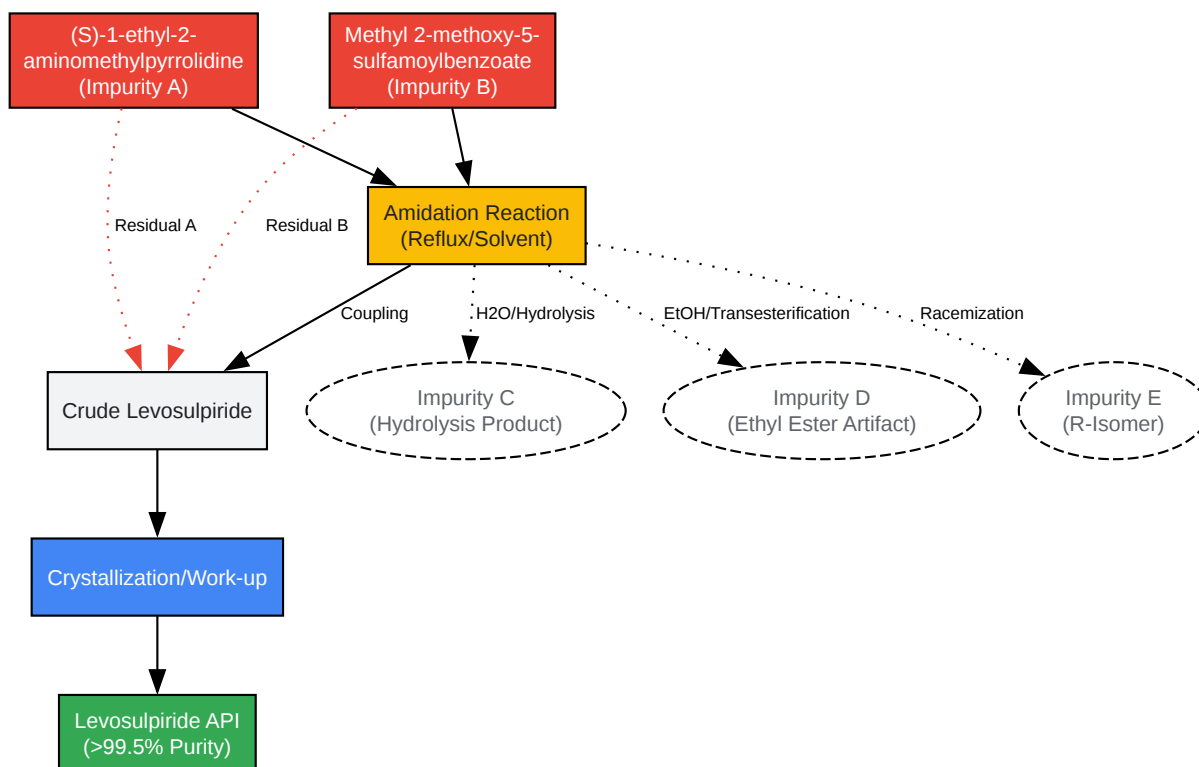 (S)-1-ethyl-2-
aminomethylpyrrolidine
(Impurity A)
Methyl 2-methoxy-5-
sulfamoylbenzoate
(Impurity B)
Residual A
Residual B
Amidation Reaction
(Reflux/Solvent)
Coupling
H2O/Hydrolysis
EtOH/Transesterification
Racemization
Crude Levosulpiride
Impurity C
(Hydrolysis Product)
Impurity D
(Ethyl Ester Artifact)
Impurity E
(R-Isomer)
Crystallization/Work-up
Levosulpiride API
(>99.5% Purity)